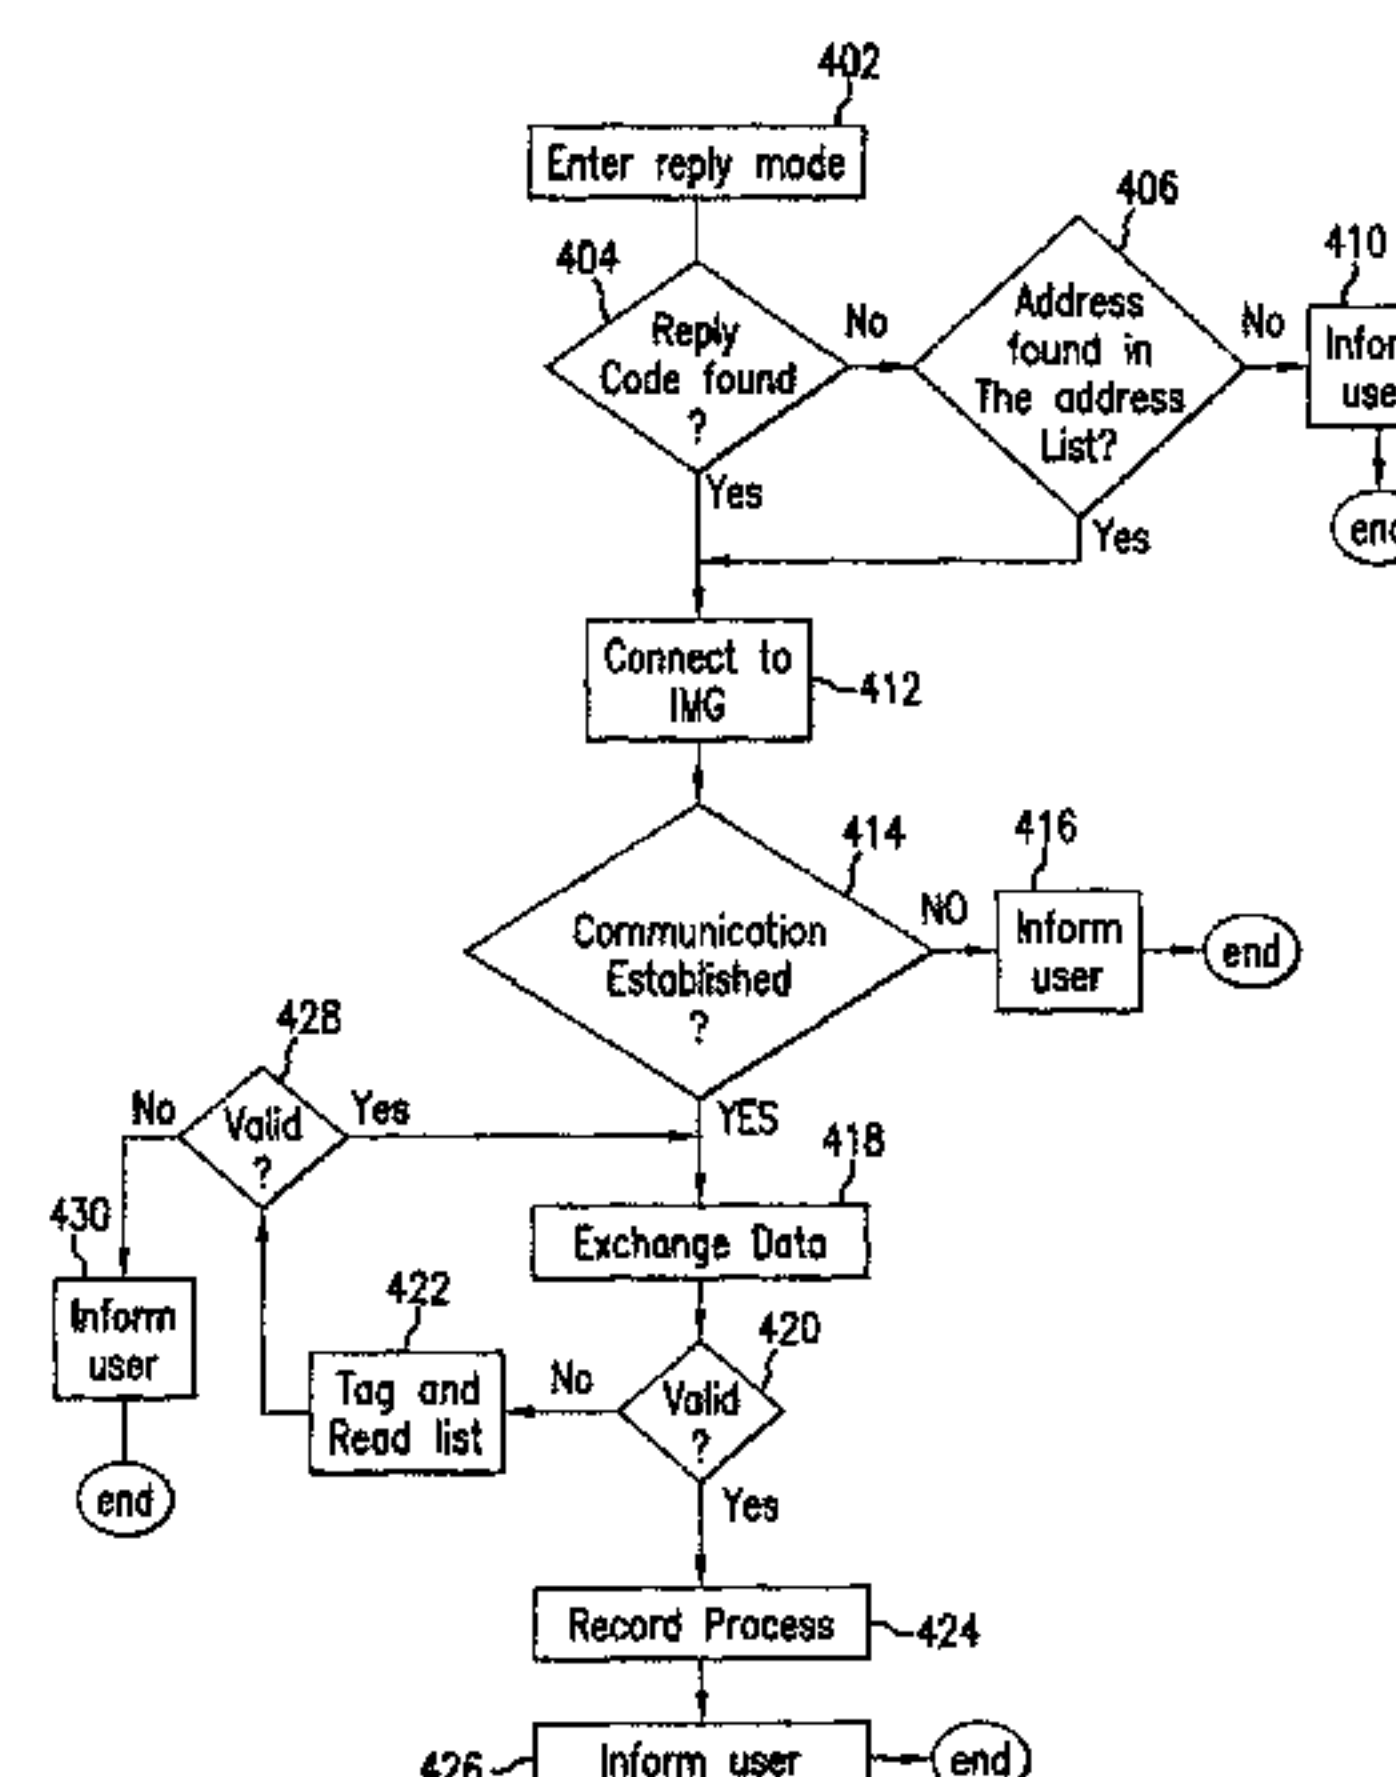 402
Enter reply mode
406
404
410
Reply
Code found
?
No
Address
found in
The address
List?
No
Yes
Yes
Connect to
IMG
412
414
416
Communication
Established
?
NO
Inform
user
end
YES
428
No
Valid
?
Yes
418
Exchange Data
430
Inform
user
end
422
Tag and
Read list
No
420
Valid
?
Yes
Record Process
424
426
Inform user
end